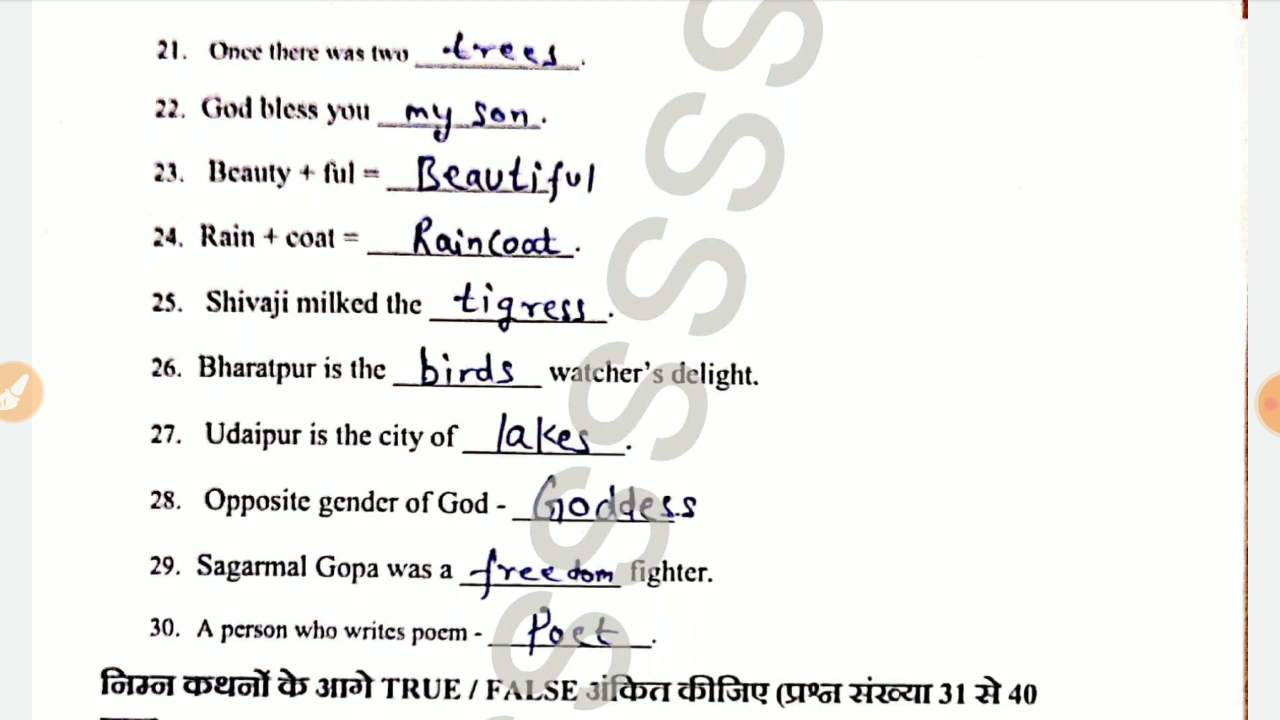 21. Once there was two trees.
22. God bless you my son.
23. Beauty + ful = Beautiful
24. Rain + coat = Raincoat.
25. Shivaji milked the tigress.
26. Bharatpur is the birds watcher's delight.
27. Udaipur is the city of lakes.
28. Opposite gender of God - Goddess
29. Sagarmal Gopa was a freedom fighter.
30. A person who writes poem - Poet.
निम्न कथनों के आगे TRUE / FALSE अंकित कीजिए (प्रश्न संख्या 31 से 40